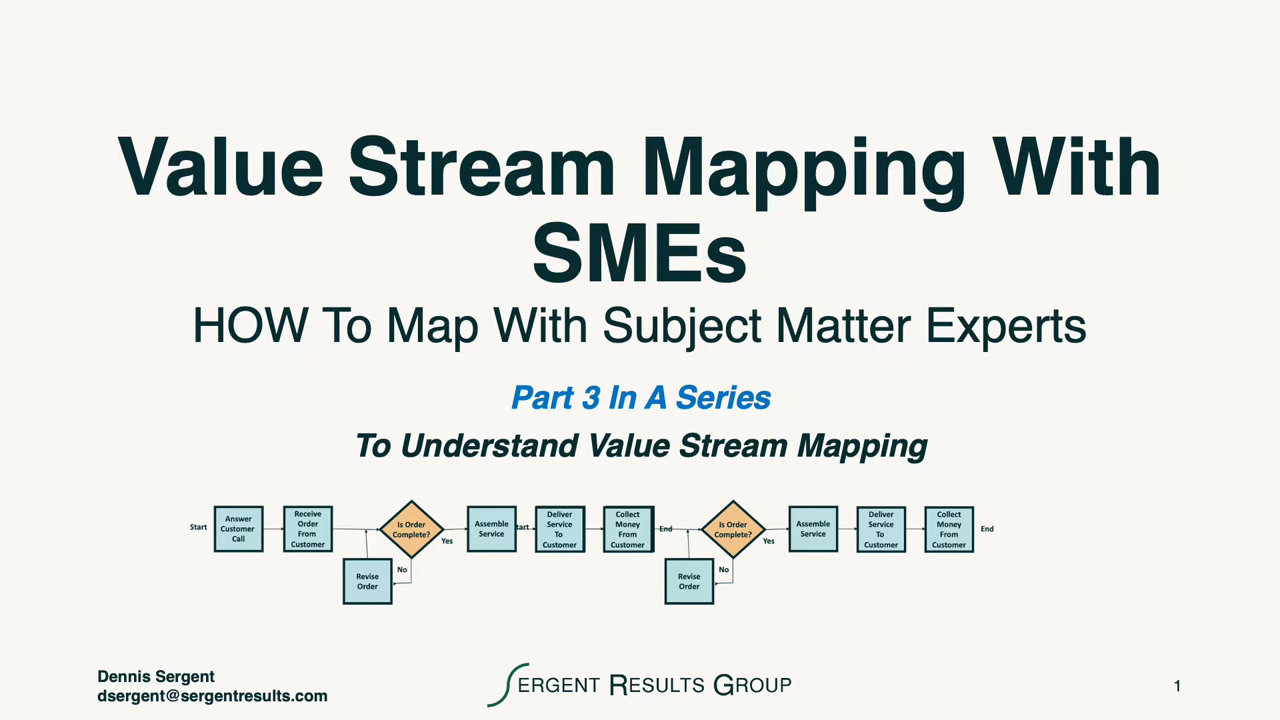 Value Stream Mapping With
SMEs
HOW To Map With Subject Matter Experts
Part 3 In A Series
To Understand Value Stream Mapping
Start
Answer
Customer
Call
Receive
Order
From
Customer
Is Order
Complete?
Yes
No
Revise
Order
Assemble
Service
Deliver
Service
To
Customer
Collect
Money
From
Customer
End
Is Order
Complete?
Yes
No
Revise
Order
Assemble
Service
Deliver
Service
To
Customer
Collect
Money
From
Customer
End
Dennis Sergent
dsergent@sergentresults.com
SERGENT RESULTS GROUP
1